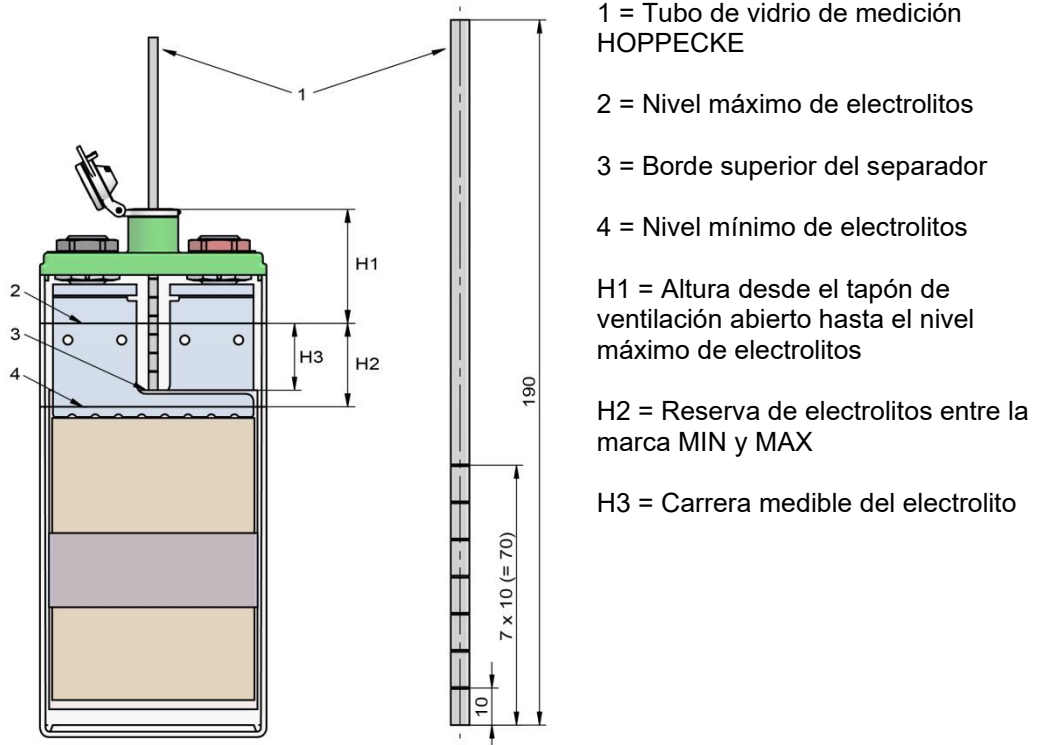 1 = Tubo de vidrio de medición
HOPPECKE
2 = Nivel máximo de electrolitos
3 = Borde superior del separador
4 = Nivel mínimo de electrolitos
H1 = Altura desde el tapón de
ventilación abierto hasta el nivel
máximo de electrolitos
H2 = Reserva de electrolitos entre la
marca MIN y MAX
H3 = Carrera medible del electrolito
1
H1
2
3
H3
H2
4
190
7 x 10 (= 70)
10